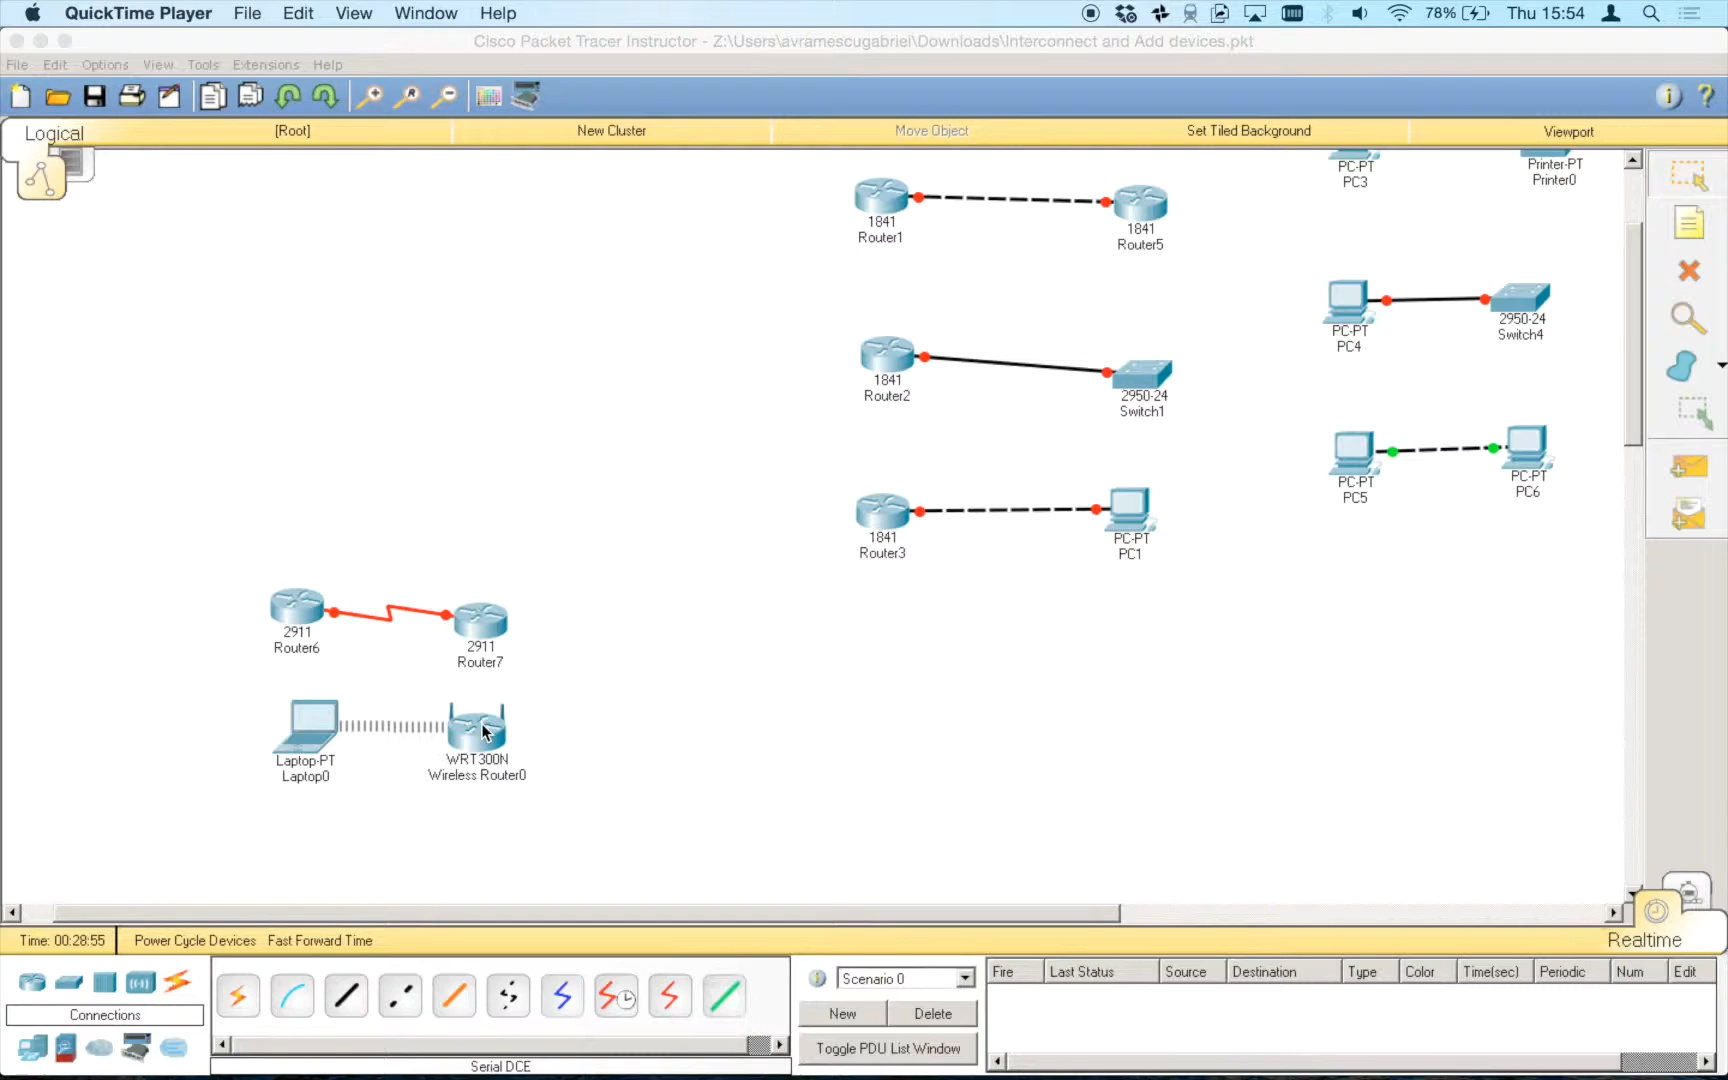 QuickTime Player File Edit View Window Help 78% Thu 15:54
Cisco Packet Tracer Instructor - Z:\Users\avramescugabriel\Downloads\Interconnect and Add devices.pkt
File Edit Options View Tools Extensions Help
Logical [Root] New Cluster Move Object Set Tiled Background Viewport
PC-PT
PC3
Printer-PT
Printer0
1841
Router1
1841
Router5
PC-PT
PC4
2950-24
Switch4
1841
Router2
2950-24
Switch1
PC-PT
PC5
PC-PT
PC6
1841
Router3
PC-PT
PC1
2911
Router6
2911
Router7
Laptop-PT
Laptop0
WRT300N
Wireless Router0
Time: 00:28:55 Power Cycle Devices Fast Forward Time Realtime
Connections
Serial DCE
Scenario 0
New Delete
Toggle PDU List Window
Fire Last Status Source Destination Type Color Time(sec) Periodic Num Edit